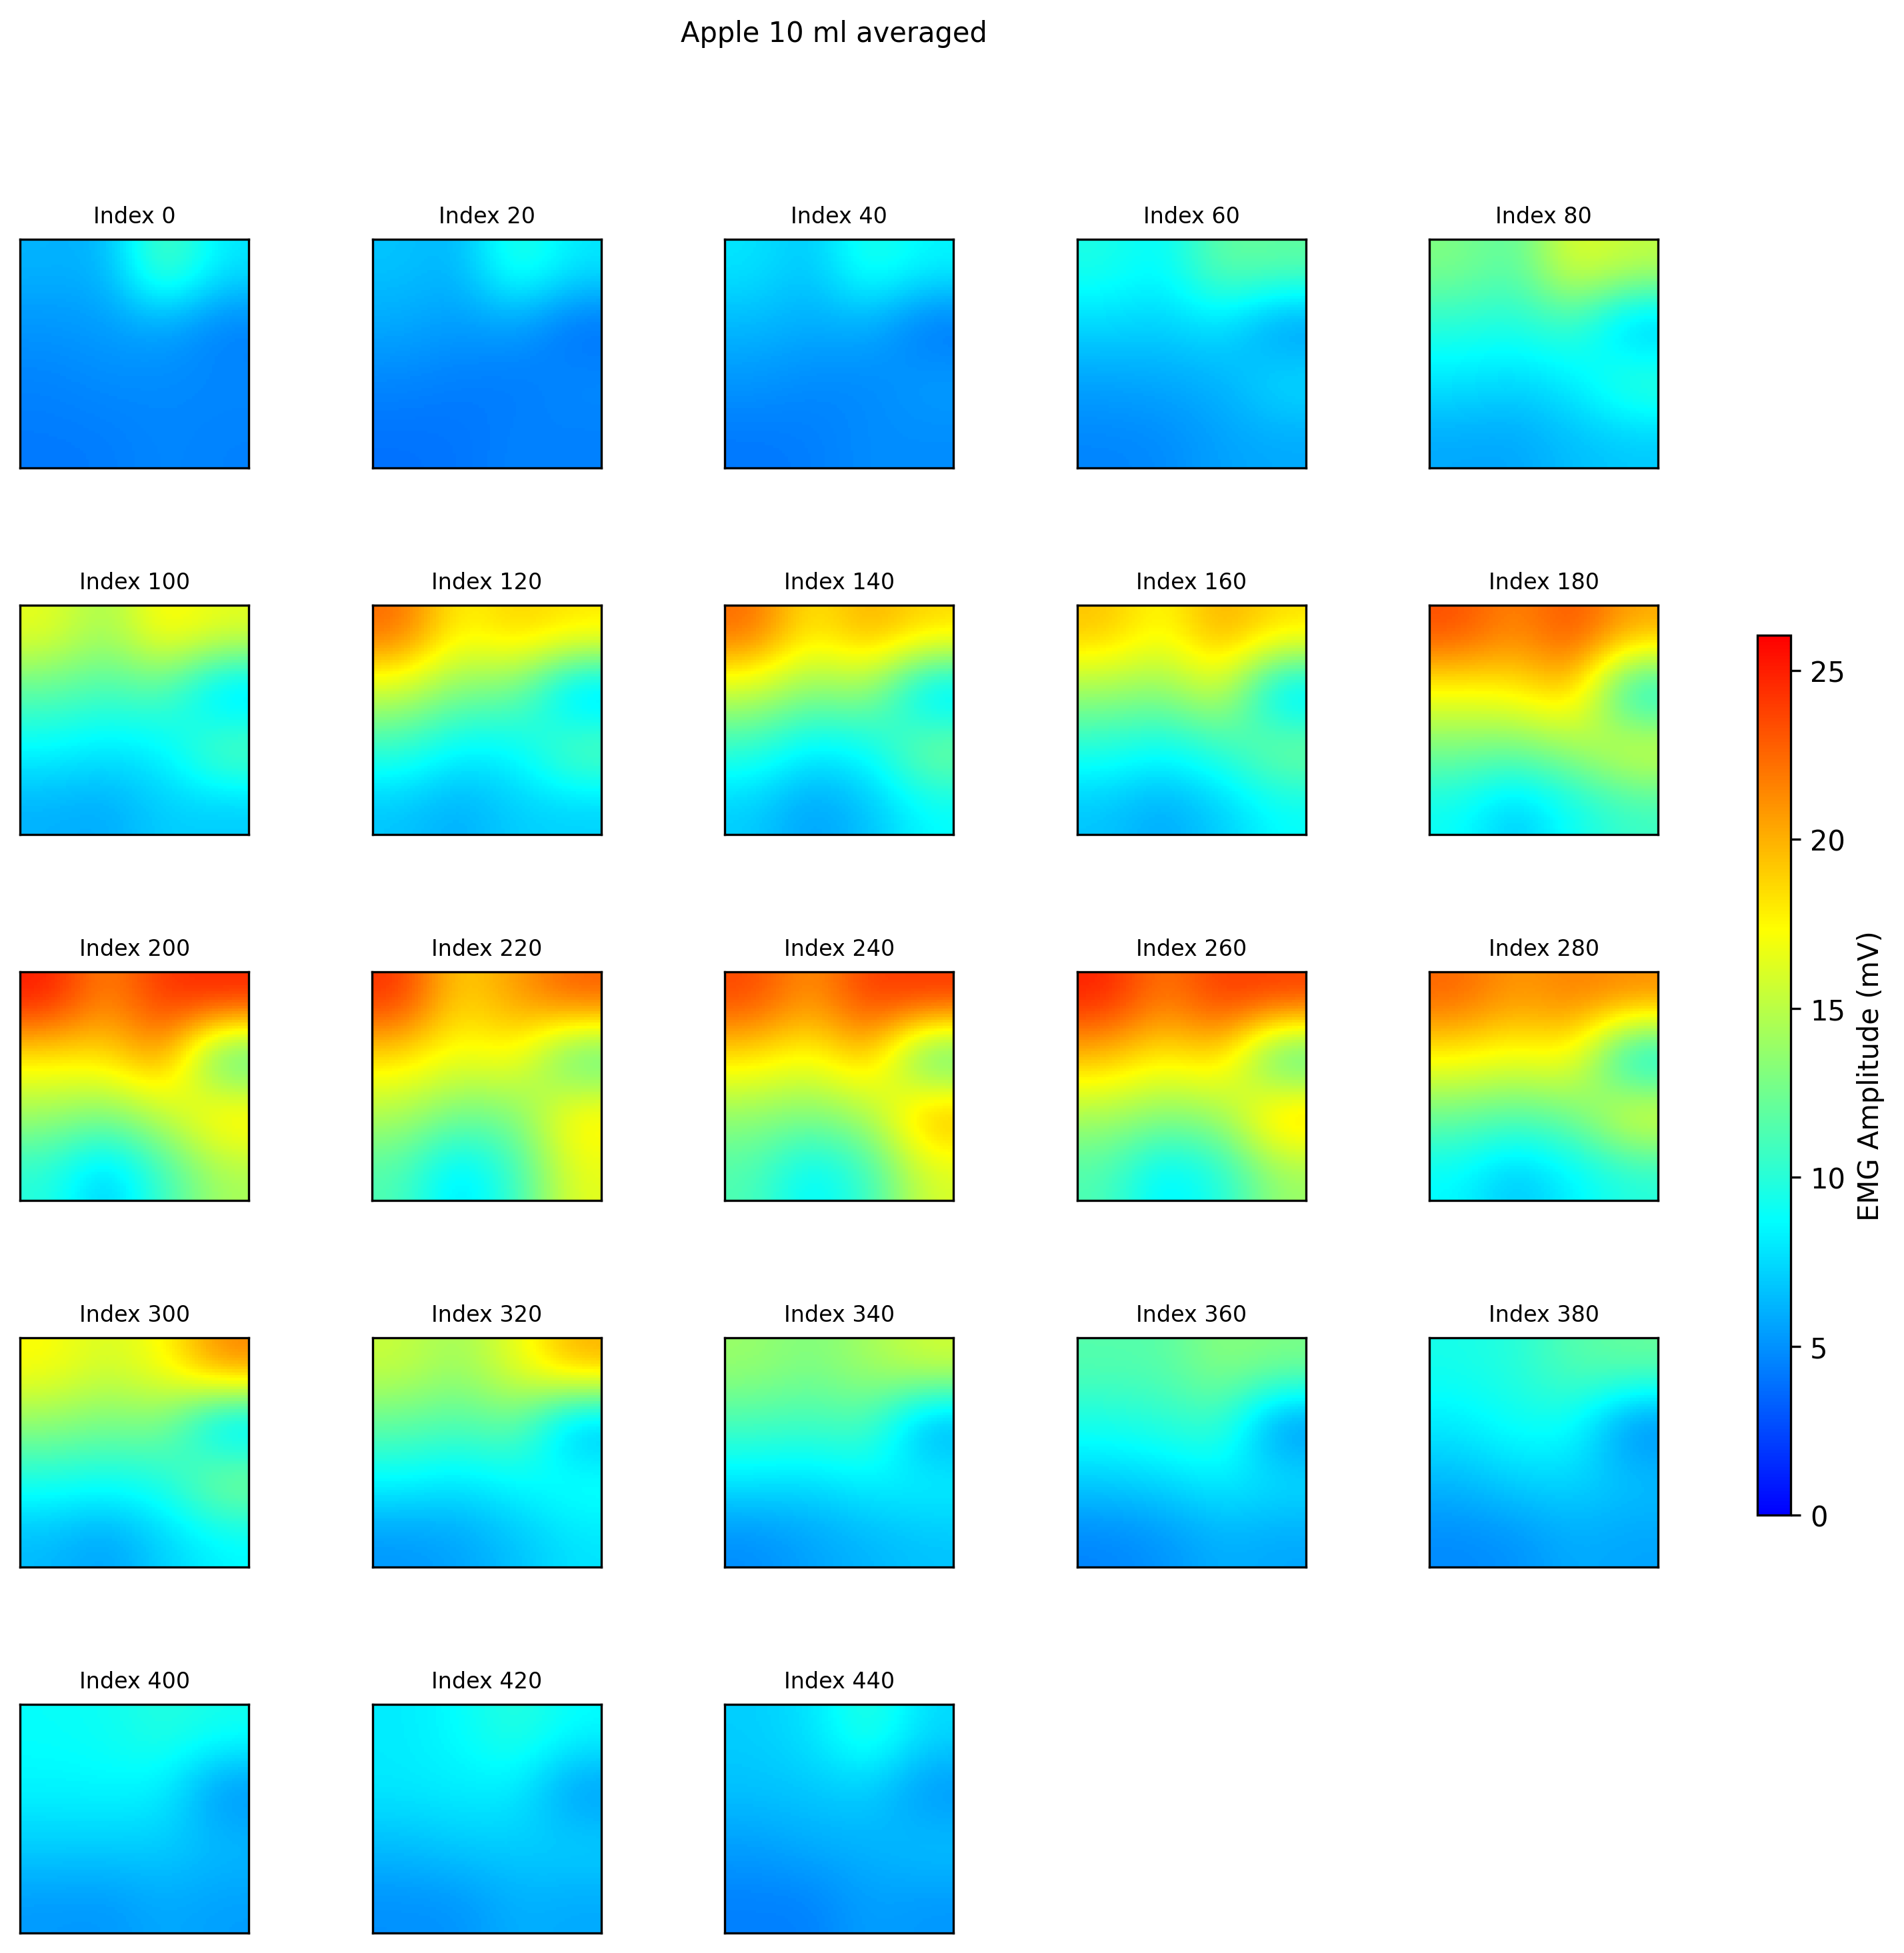 Apple 10 ml averaged
Index 0
Index 20
Index 40
Index 60
Index 80
Index 100
Index 120
Index 140
Index 160
Index 180
Index 200
Index 220
Index 240
Index 260
Index 280
Index 300
Index 320
Index 340
Index 360
Index 380
Index 400
Index 420
Index 440
25
20
15
10
5
0
EMG Amplitude (mV)